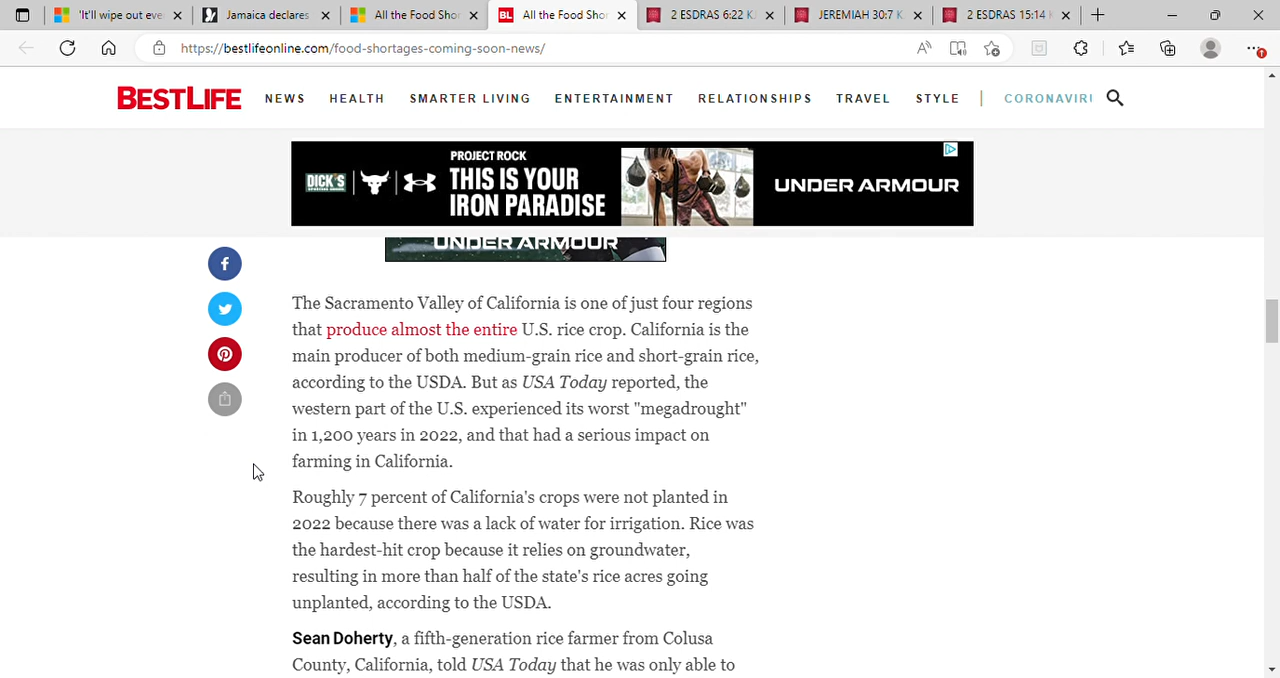 'It'll wipe out eve
Jamaica declares
All the Food Shor
BL All the Food Shor
2 ESDRAS 6:22 K
JEREMIAH 30:7 K
2 ESDRAS 15:14 K
https://bestlifeonline.com/food-shortages-coming-soon-news/
BESTLIFE NEWS HEALTH SMARTER LIVING ENTERTAINMENT RELATIONSHIPS TRAVEL STYLE CORONAVIRU
PROJECT ROCK
DICK'S THIS IS YOUR
IRON PARADISE
UNDER ARMOUR
UNDER ARMOUR
The Sacramento Valley of California is one of just four regions
that produce almost the entire U.S. rice crop. California is the
main producer of both medium-grain rice and short-grain rice,
according to the USDA. But as USA Today reported, the
western part of the U.S. experienced its worst "megadrought"
in 1,200 years in 2022, and that had a serious impact on
farming in California.
Roughly 7 percent of California's crops were not planted in
2022 because there was a lack of water for irrigation. Rice was
the hardest-hit crop because it relies on groundwater,
resulting in more than half of the state's rice acres going
unplanted, according to the USDA.
Sean Doherty, a fifth-generation rice farmer from Colusa
County, California, told USA Today that he was only able to